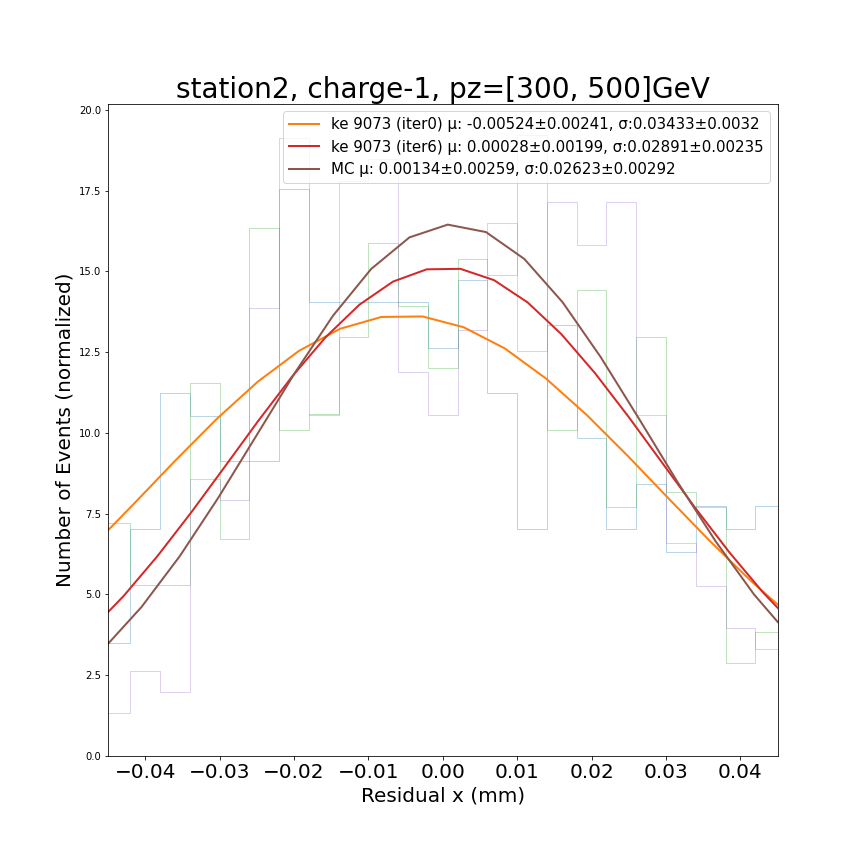 station2, charge-1, pz=[300, 500]GeV
ke 9073 (iter0) μ: -0.00524±0.00241, σ:0.03433±0.0032
ke 9073 (iter6) μ: 0.00028±0.00199, σ:0.02891±0.00235
MC μ: 0.00134±0.00259, σ:0.02623±0.00292
20.0
17.5
15.0
12.5
10.0
7.5
5.0
2.5
0.0
Number of Events (normalized)
−0.04 −0.03 −0.02 −0.01 0.00 0.01 0.02 0.03 0.04
Residual x (mm)